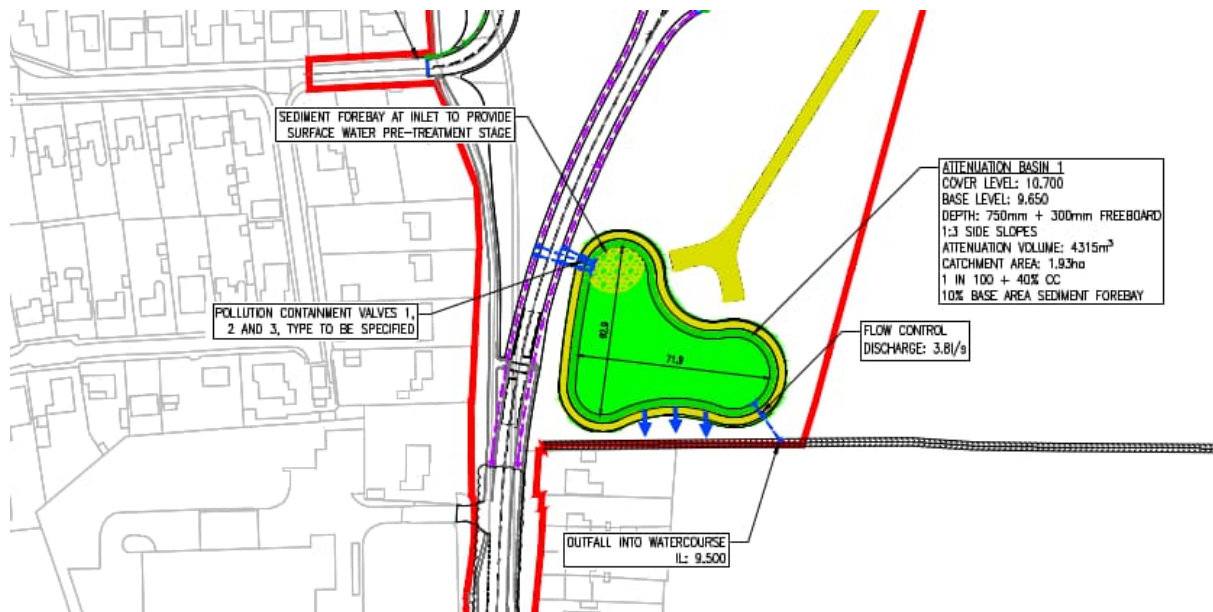 SEDIMENT FOREBAY AT INLET TO PROVIDE
SURFACE WATER PRE-TREATMENT STAGE
ATTENUATION BASIN 1
COVER LEVEL: 10.700
BASE LEVEL: 9.650
DEPTH: 750mm + 300mm FREEBOARD
1:3 SIDE SLOPES
ATTENUATION VOLUME: 4315m³
CATCHMENT AREA: 1.93ha
1 IN 100 + 40% CC
10% BASE AREA SEDIMENT FOREBAY
POLLUTION CONTAINMENT VALVES 1,
2 AND 3, TYPE TO BE SPECIFIED
FLOW CONTROL
DISCHARGE: 3.8l/s
71.9
OUTFALL INTO WATERCOURSE
IL: 9.500